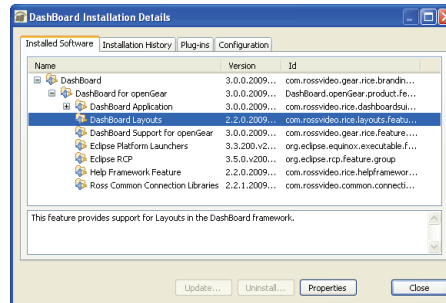 DashBoard Installation Details
Installed Software Installation History Plug-ins Configuration
Name Version Id
DashBoard 3.0.0.2009... com.rossvideo.gear.rice.brandin...
DashBoard for openGear 3.0.0.2009... DashBoard.openGear.product.fe...
DashBoard Application 3.0.0.2009... com.rossvideo.rice.dashboardsui...
DashBoard Layouts 2.2.0.2009... com.rossvideo.rice.layouts.featu...
DashBoard Support for openGear 3.0.0.2009... com.rossvideo.gear.rice.feature....
Eclipse Platform Launchers 3.3.200.v2... org.eclipse.equinox.executable.f...
Eclipse RCP 3.5.0.v200... org.eclipse.rcp.feature.group
Help Framework Feature 2.2.0.2009... com.rossvideo.rice.helpframewor...
Ross Common Connection Libraries 2.2.1.2009... com.rossvideo.common.connecti...
This feature provides support for Layouts in the DashBoard framework.
Update... Uninstall... Properties Close